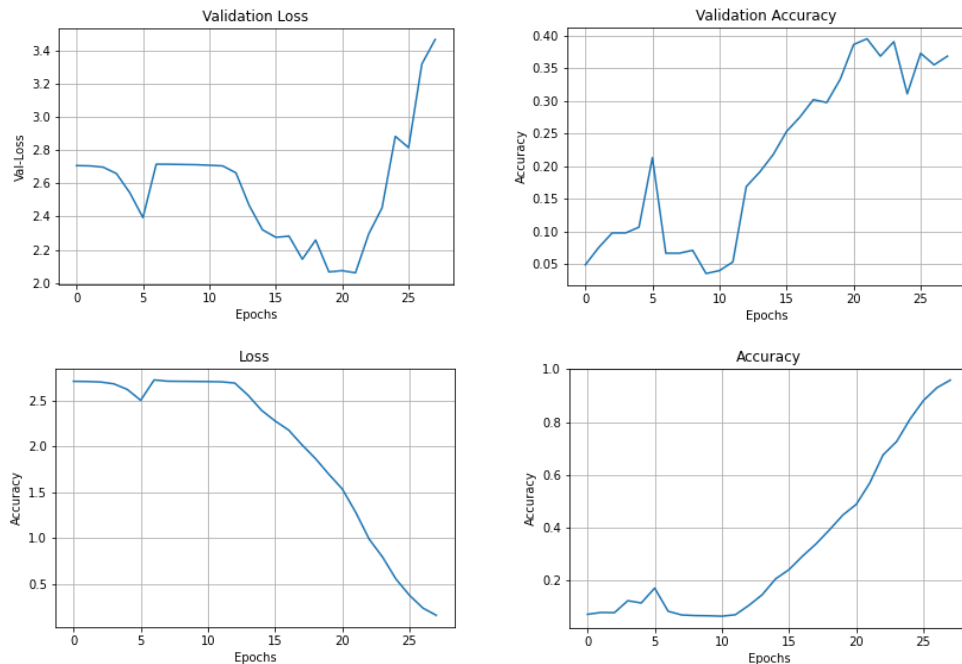 Validation Loss
3.4
3.2
3.0
2.8
2.6
2.4
2.2
2.0
Val-Loss
0 5 10 15 20 25
Epochs
Validation Accuracy
0.40
0.35
0.30
0.25
0.20
0.15
0.10
0.05
Accuracy
0 5 10 15 20 25
Epochs
Loss
2.5
2.0
1.5
1.0
0.5
Accuracy
0 5 10 15 20 25
Epochs
Accuracy
1.0
0.8
0.6
0.4
0.2
Accuracy
0 5 10 15 20 25
Epochs